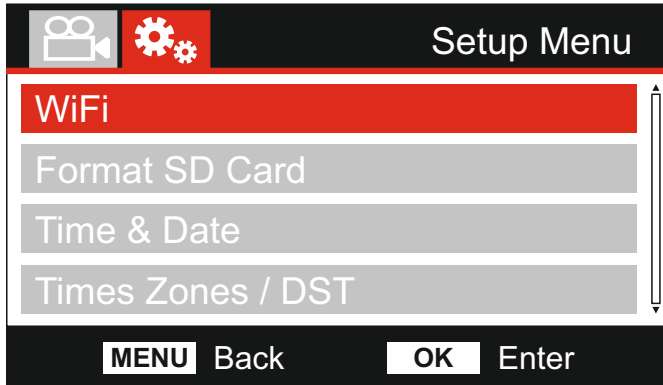 Setup Menu
WiFi
Format SD Card
Time & Date
Times Zones / DST
MENU Back OK Enter